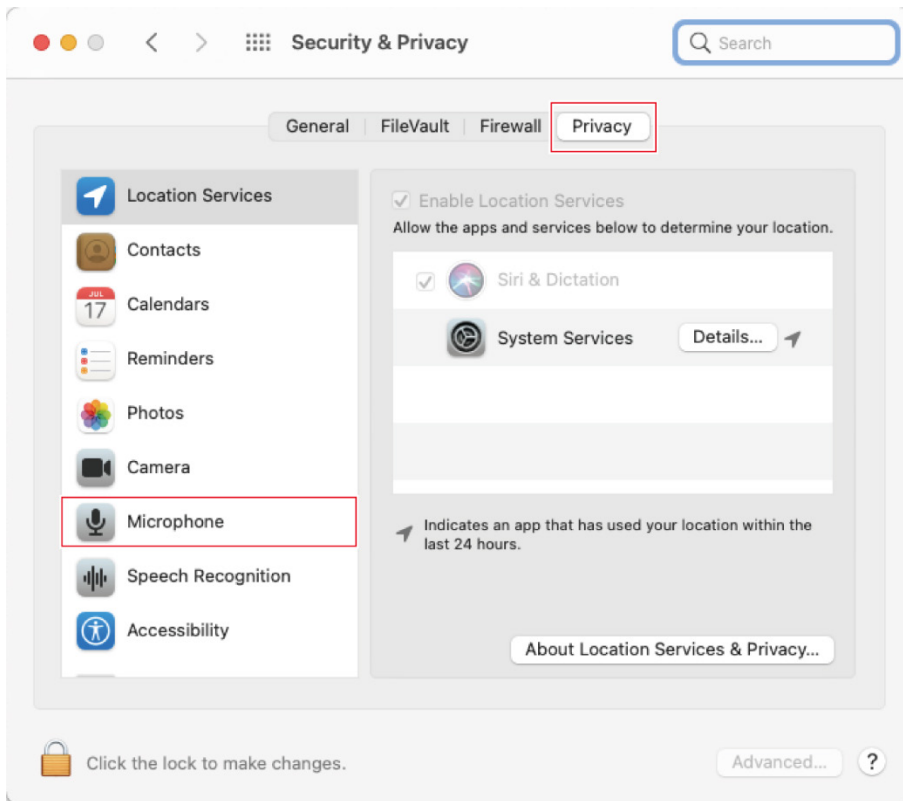 Security & Privacy
Search
General
FileVault
Firewall
Privacy
Location Services
Contacts
JUL
17
Calendars
Reminders
Photos
Camera
Microphone
Speech Recognition
Accessibility
Enable Location Services
Allow the apps and services below to determine your location.
Siri & Dictation
System Services
Details...
Indicates an app that has used your location within the
last 24 hours.
About Location Services & Privacy...
Click the lock to make changes.
Advanced...
?